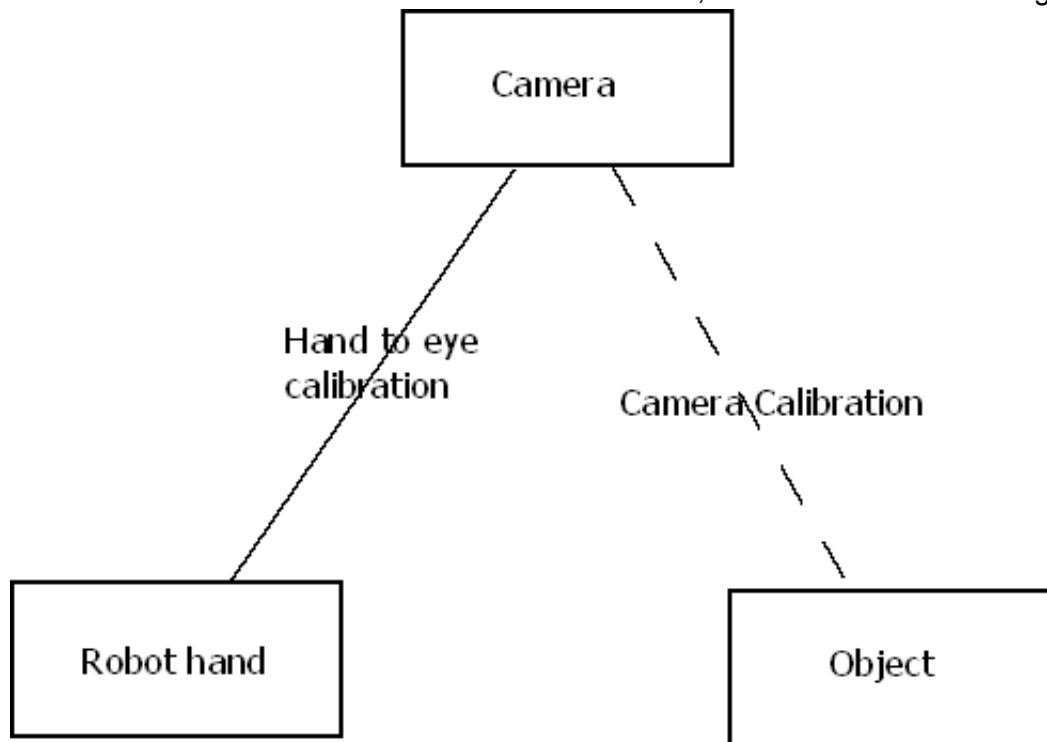 Camera
Hand to eye
calibration
Camera Calibration
Robot hand
Object